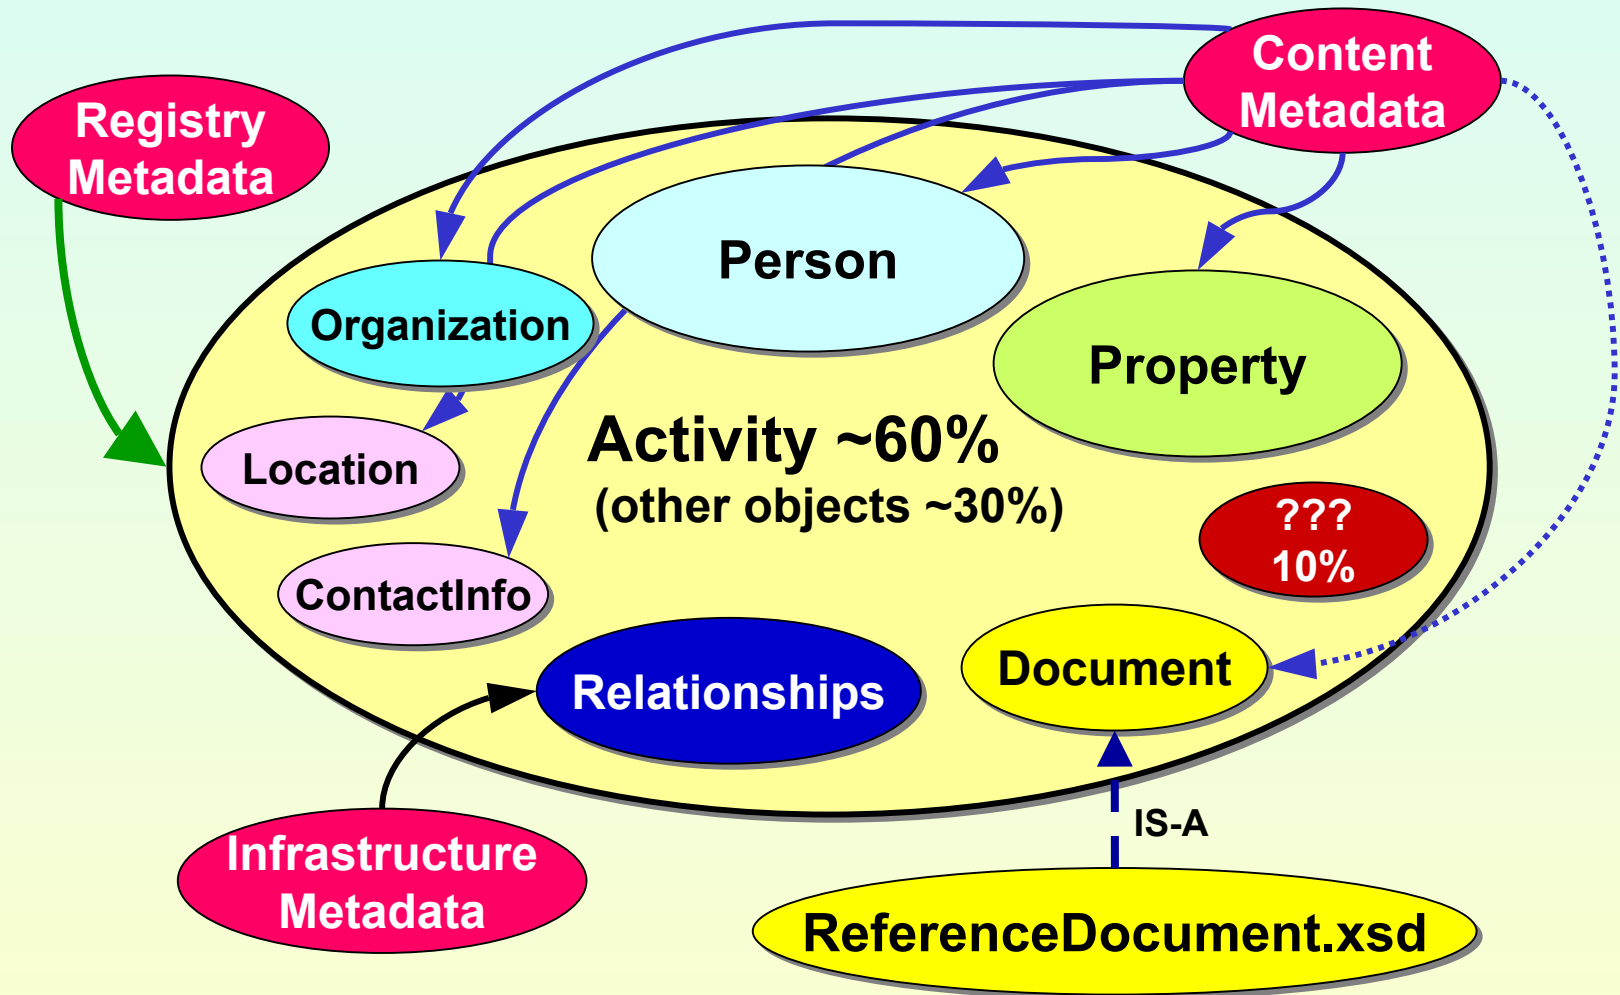 Content
Metadata
Registry
Metadata
Person
Organization
Property
Activity ~60%
(other objects ~30%)
Location
???
10%
ContactInfo
Document
Relationships
IS-A
Infrastructure
Metadata
ReferenceDocument.xsd